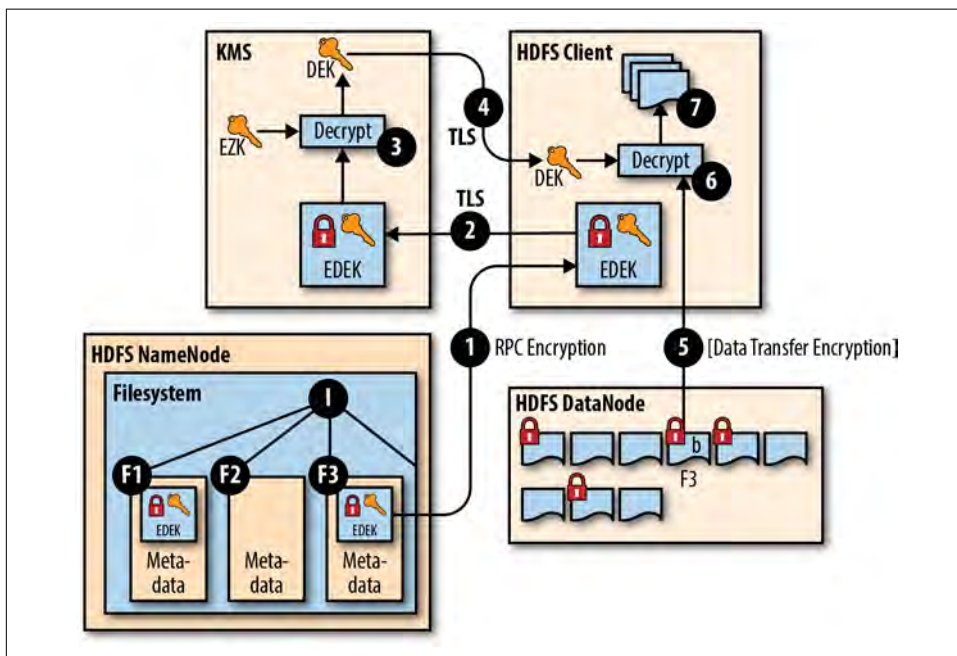 KMS
DEK
EZK
Decrypt
3
EDEK
4
TLS
TLS
2
HDFS Client
7
DEK
Decrypt
6
EDEK
1
RPC Encryption
5
[Data Transfer Encryption]
HDFS NameNode
Filesystem
I
F1
F2
F3
EDEK
EDEK
Meta-
data
Meta-
data
Meta-
data
HDFS DataNode
b
F3